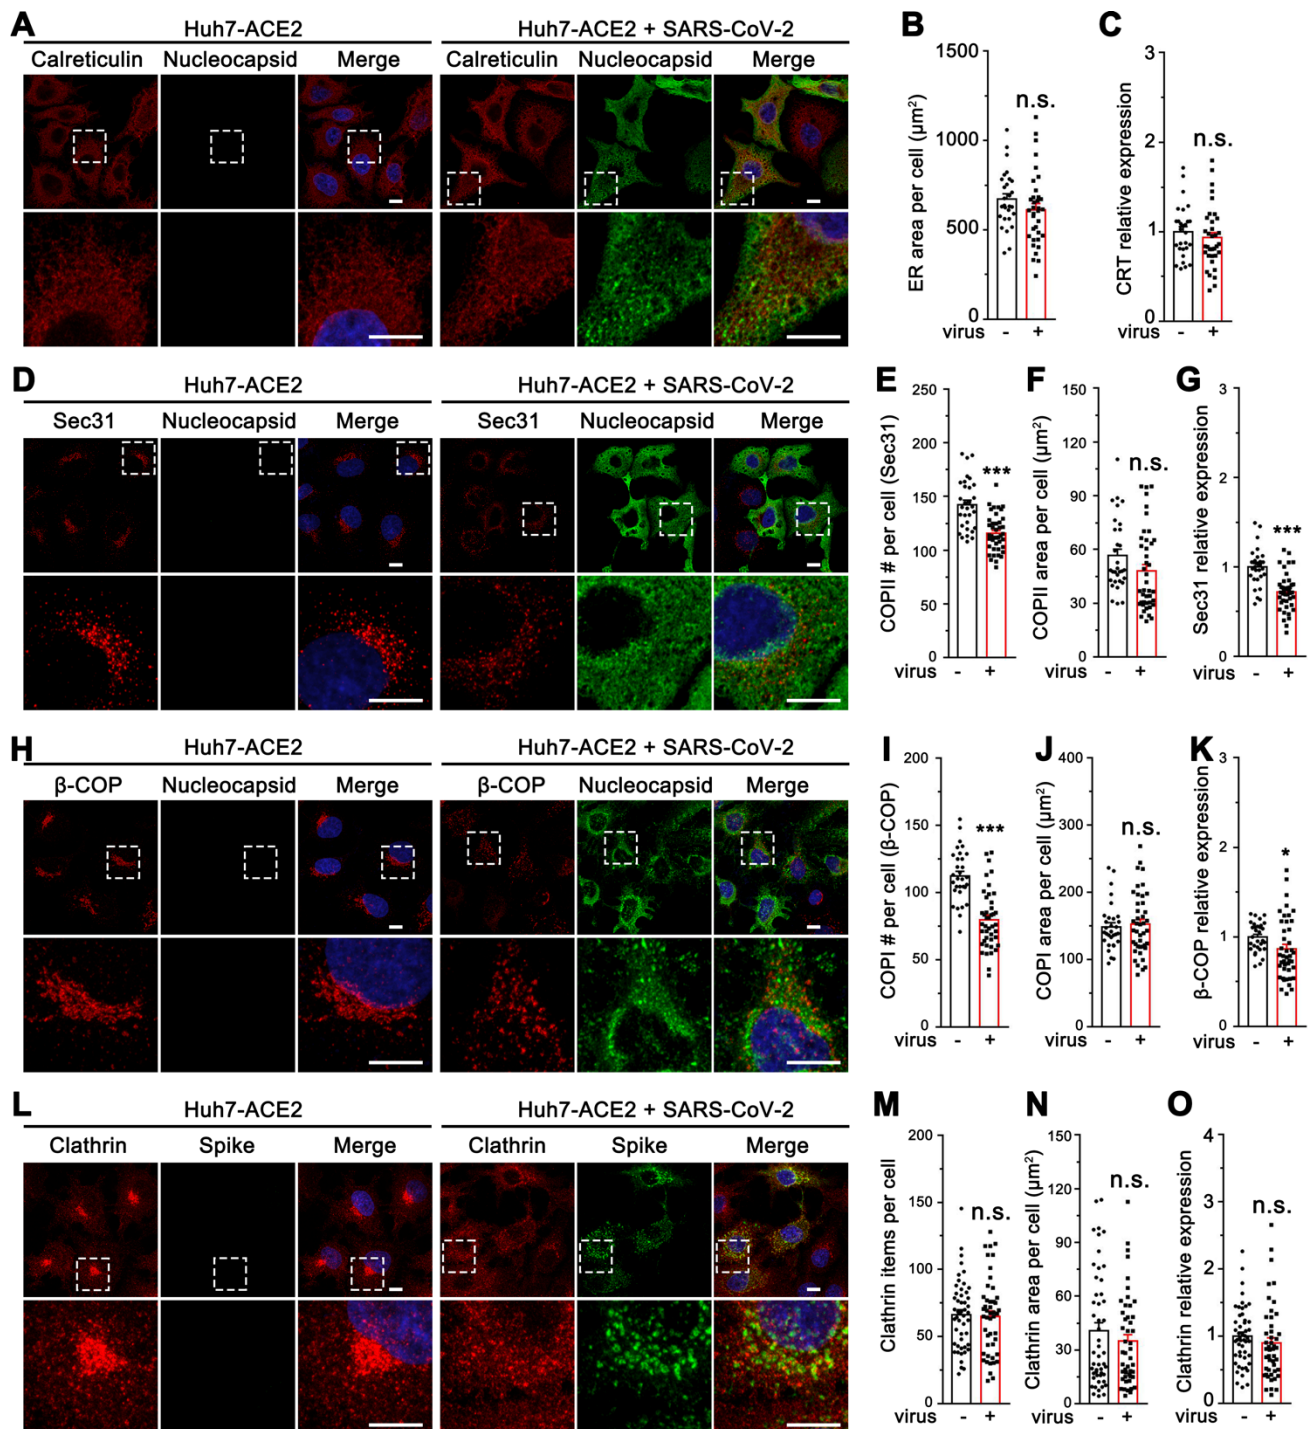 A
Huh7-ACE2
Huh7-ACE2 + SARS-CoV-2
Calreticulin Nucleocapsid Merge
Calreticulin Nucleocapsid Merge
B
ER area per cell (µm²)
1500
1000
500
0
n.s.
virus - +
C
CRT relative expression
3
2
1
0
n.s.
- +
D
Huh7-ACE2
Huh7-ACE2 + SARS-CoV-2
Sec31 Nucleocapsid Merge
Sec31 Nucleocapsid Merge
E
COPII # per cell (Sec31)
250
200
150
100
50
0
***
virus - +
F
COPII area per cell (µm²)
150
120
90
60
30
0
n.s.
virus - +
G
Sec31 relative expression
3
2
1
0
***
virus - +
H
Huh7-ACE2
Huh7-ACE2 + SARS-CoV-2
β-COP Nucleocapsid Merge
β-COP Nucleocapsid Merge
I
COPI # per cell (β-COP)
200
150
100
50
0
***
virus - +
J
COPI area per cell (µm²)
400
300
200
100
0
n.s.
virus - +
K
β-COP relative expression
3
2
1
0
*
virus - +
L
Huh7-ACE2
Huh7-ACE2 + SARS-CoV-2
Clathrin Spike Merge
Clathrin Spike Merge
M
Clathrin items per cell
200
150
100
50
0
n.s.
virus - +
N
Clathrin area per cell (µm²)
150
120
90
60
30
0
n.s.
virus - +
O
Clathrin relative expression
4
3
2
1
0
n.s.
virus - +